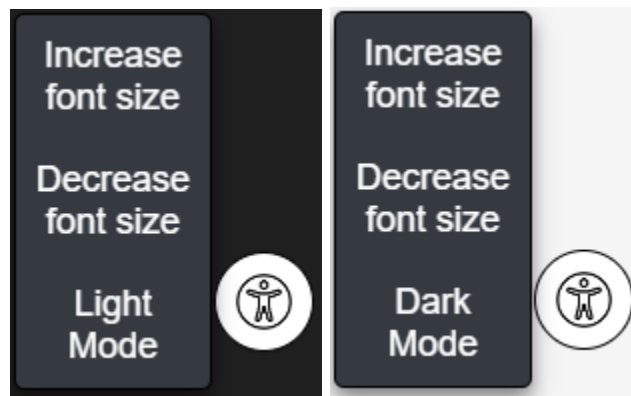 Increase
font size
Decrease
font size
Light
Mode
Increase
font size
Decrease
font size
Dark
Mode